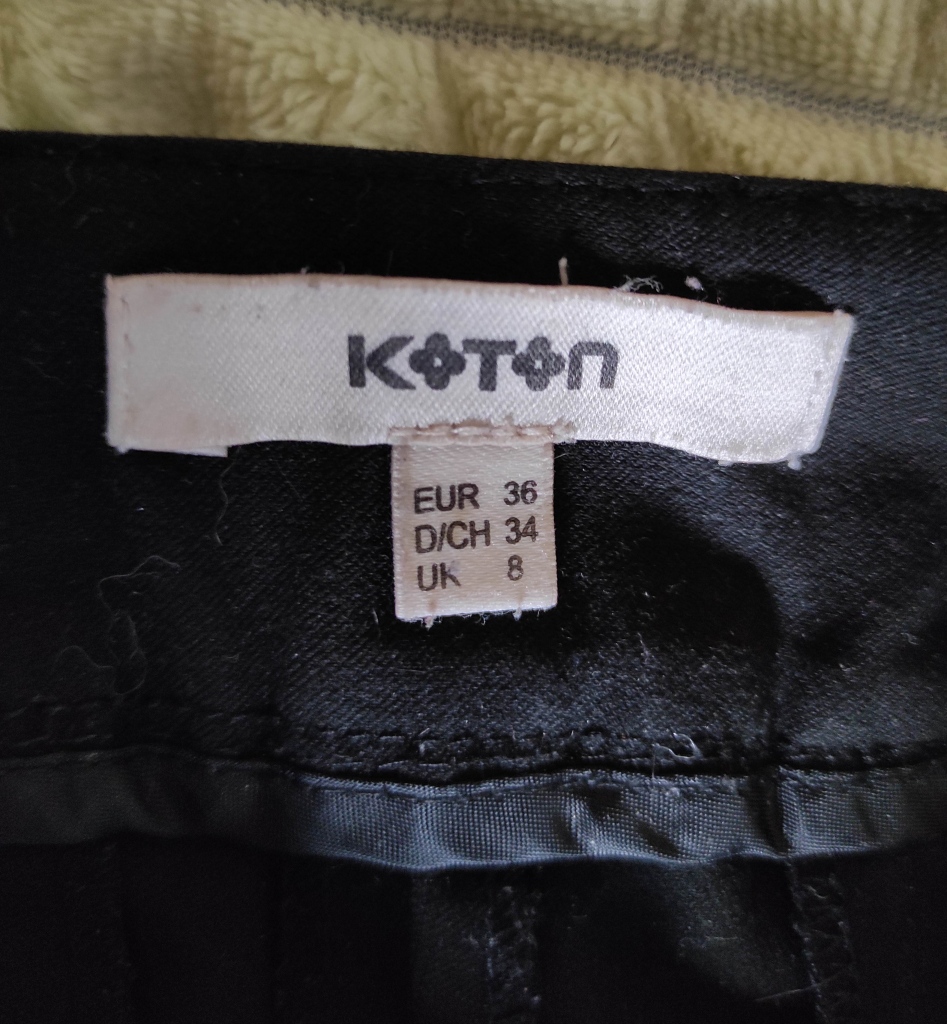 KOTON
EUR 36
D/CH 34
UK 8